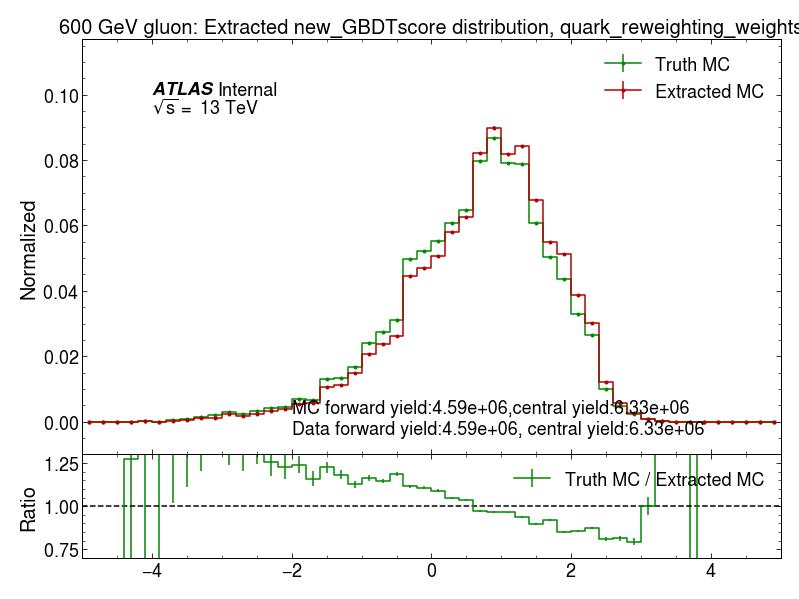 600 GeV gluon: Extracted new_GBDTscore distribution, quark_reweighting_weights
ATLAS Internal
√s = 13 TeV
Truth MC
Extracted MC
Normalized
0.10
0.08
0.06
0.04
0.02
0.00
MC forward yield:4.59e+06,central yield:6.33e+06
Data forward yield:4.59e+06, central yield:6.33e+06
Truth MC / Extracted MC
Ratio
1.25
1.00
0.75
−4 −2 0 2 4